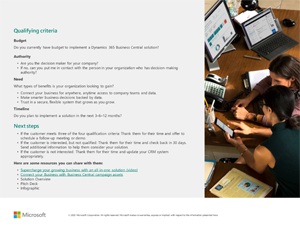 Qualifying criteria
Budget
Do you currently have budget to implement a Dynamics 365 Business Central solution?
Authority
• Are you the decision maker for your company?
• If no, can you put me in contact with the person in your organization who has decision making
authority?
Need
What types of benefits is your organization looking to gain?
• Connect your business for anywhere, anytime access to company teams and data.
• Make smarter business decisions backed by data.
• Trust in a secure, flexible system that grows as you grow.
Timeline
Do you plan to implement a solution in the next 3-6-12 months?
Next steps
• If the customer meets three of the four qualification criteria: Thank them for their time and offer to
schedule a follow-up meeting or demo.
• If the customer is interested, but not qualified: Thank them for their time and check back in 30 days.
Send additional information to help them consider your solution.
• If the customer is not interested: Thank them for their time and update your CRM system
appropriately.
Here are some resources you can share with them:
• Supercharge your growing business with an all-in-one solution (online)
• Connect your Business with Business Central campaign assets
• Solution Overview
• Pitch Deck
• Infographic
Microsoft